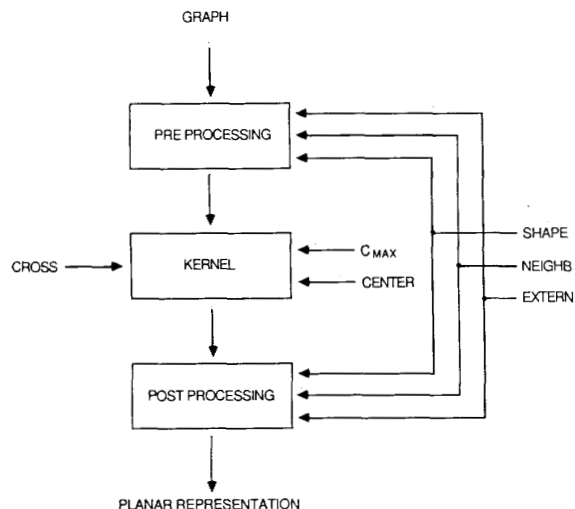 GRAPH
PRE PROCESSING
SHAPE
C MAX
CROSS
KERNEL
NEIGHB
CENTER
EXTERN
POST PROCESSING
PLANAR REPRESENTATION